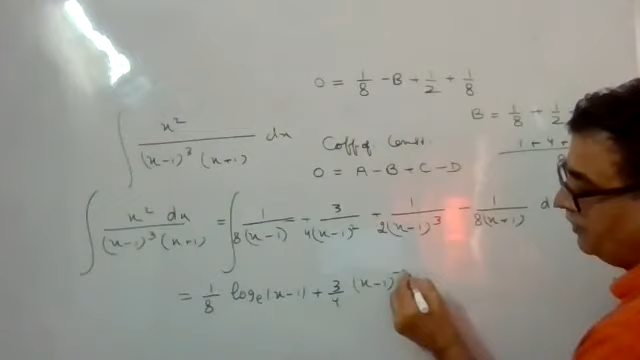 0 = 1/8 - B + 1/2 + 1/8
B = 1/8 + 1/2
1 + 4 +
8
∫ x² / (x-1)³ (x+1) dx
Coff of Const.
0 = A - B + C - D
∫ x² dx / (x-1)³ (x+1) = ∫ 1 / 8(x-1) + 3 / 4(x-1)² + 1 / 2(x-1)³ - 1 / 8(x+1) d
= 1/8 logₑ |x-1| + 3/4 (x-1)⁻